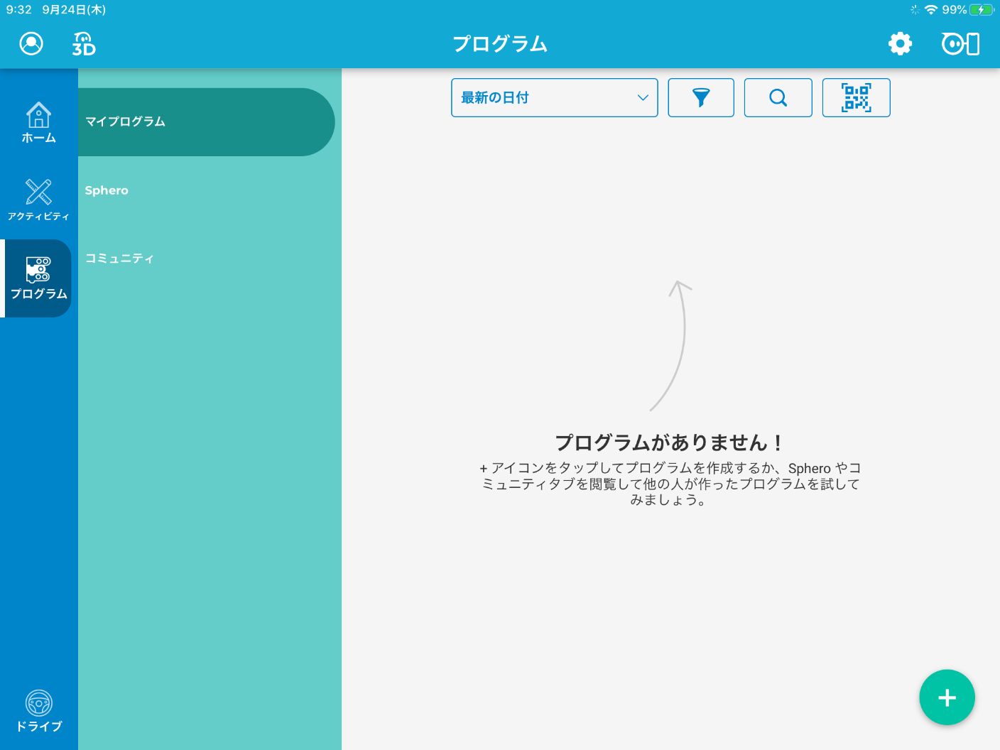 9:32 9月24日(木)
99%
3D
プログラム
ホーム
アクティビティ
プログラム
ドライブ
マイプログラム
Sphero
コミュニティ
最新の日付
プログラムがありません！
+ アイコンをタップしてプログラムを作成するか、Sphero やコ
ミュニティタブを閲覧して他の人が作ったプログラムを試して
みましょう。